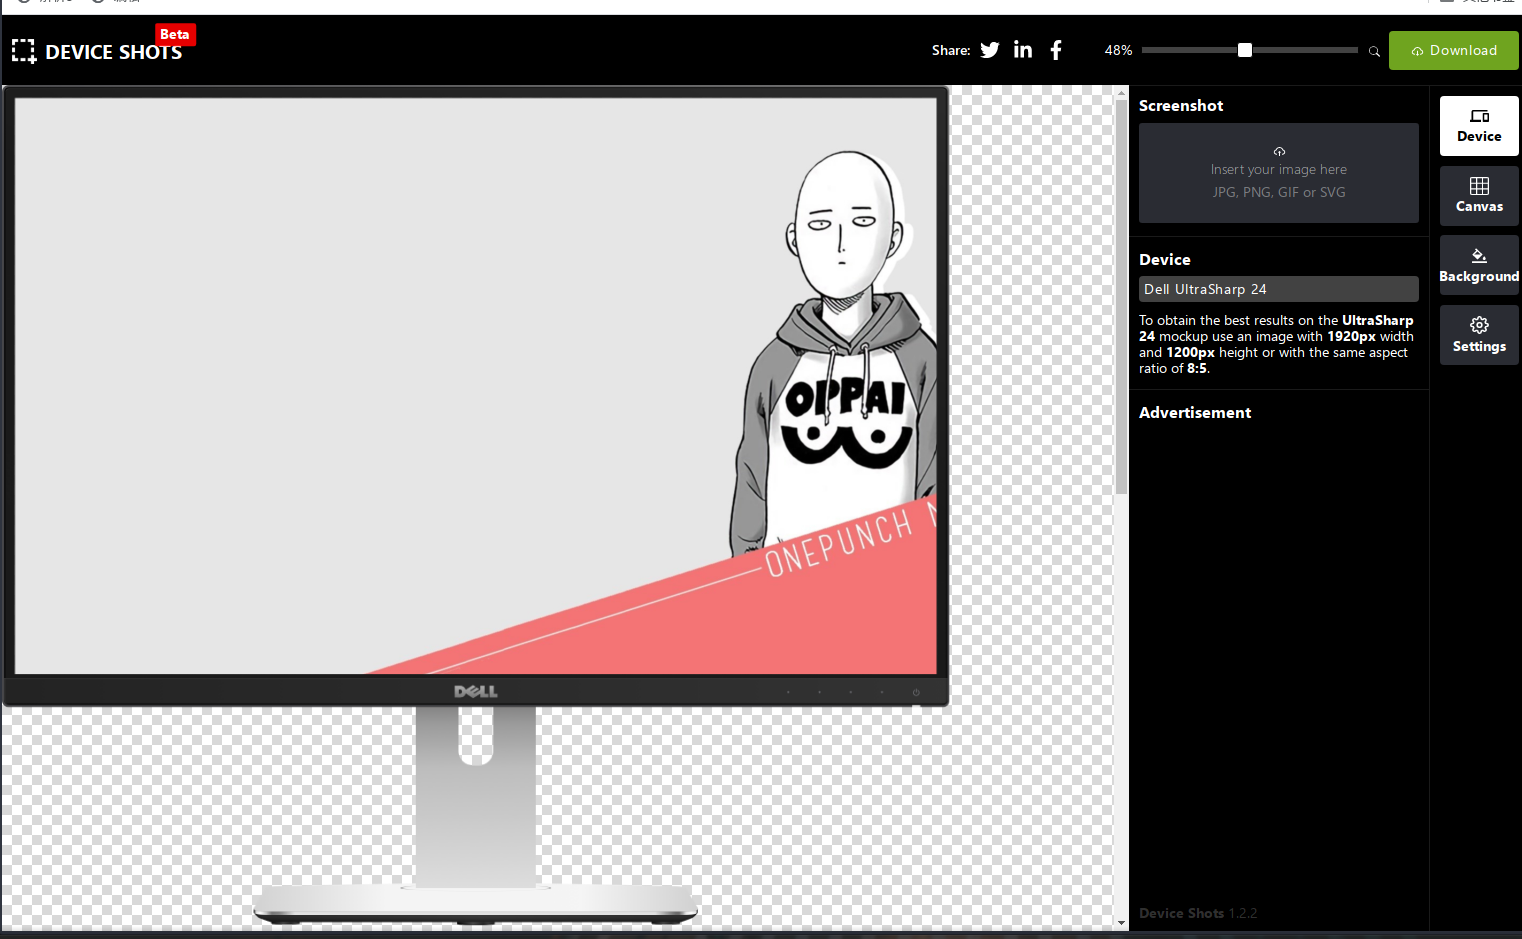 Beta
DEVICE SHOTS
Share:
48%
Download
Screenshot
Insert your image here
JPG, PNG, GIF or SVG
Device
Dell UltraSharp 24
To obtain the best results on the UltraSharp
24 mockup use an image with 1920px width
and 1200px height or with the same aspect
ratio of 8:5.
Advertisement
Device Shots 1.2.2
Device
Canvas
Background
Settings
OPPAI
ONEPUNCH
DELL